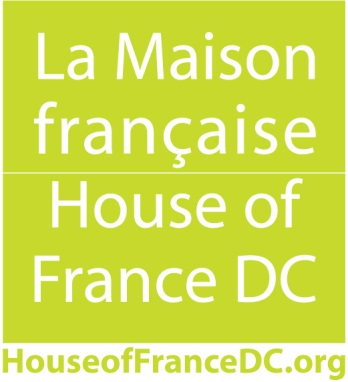 La Maison
française
House of
France DC
HouseofFranceDC.org